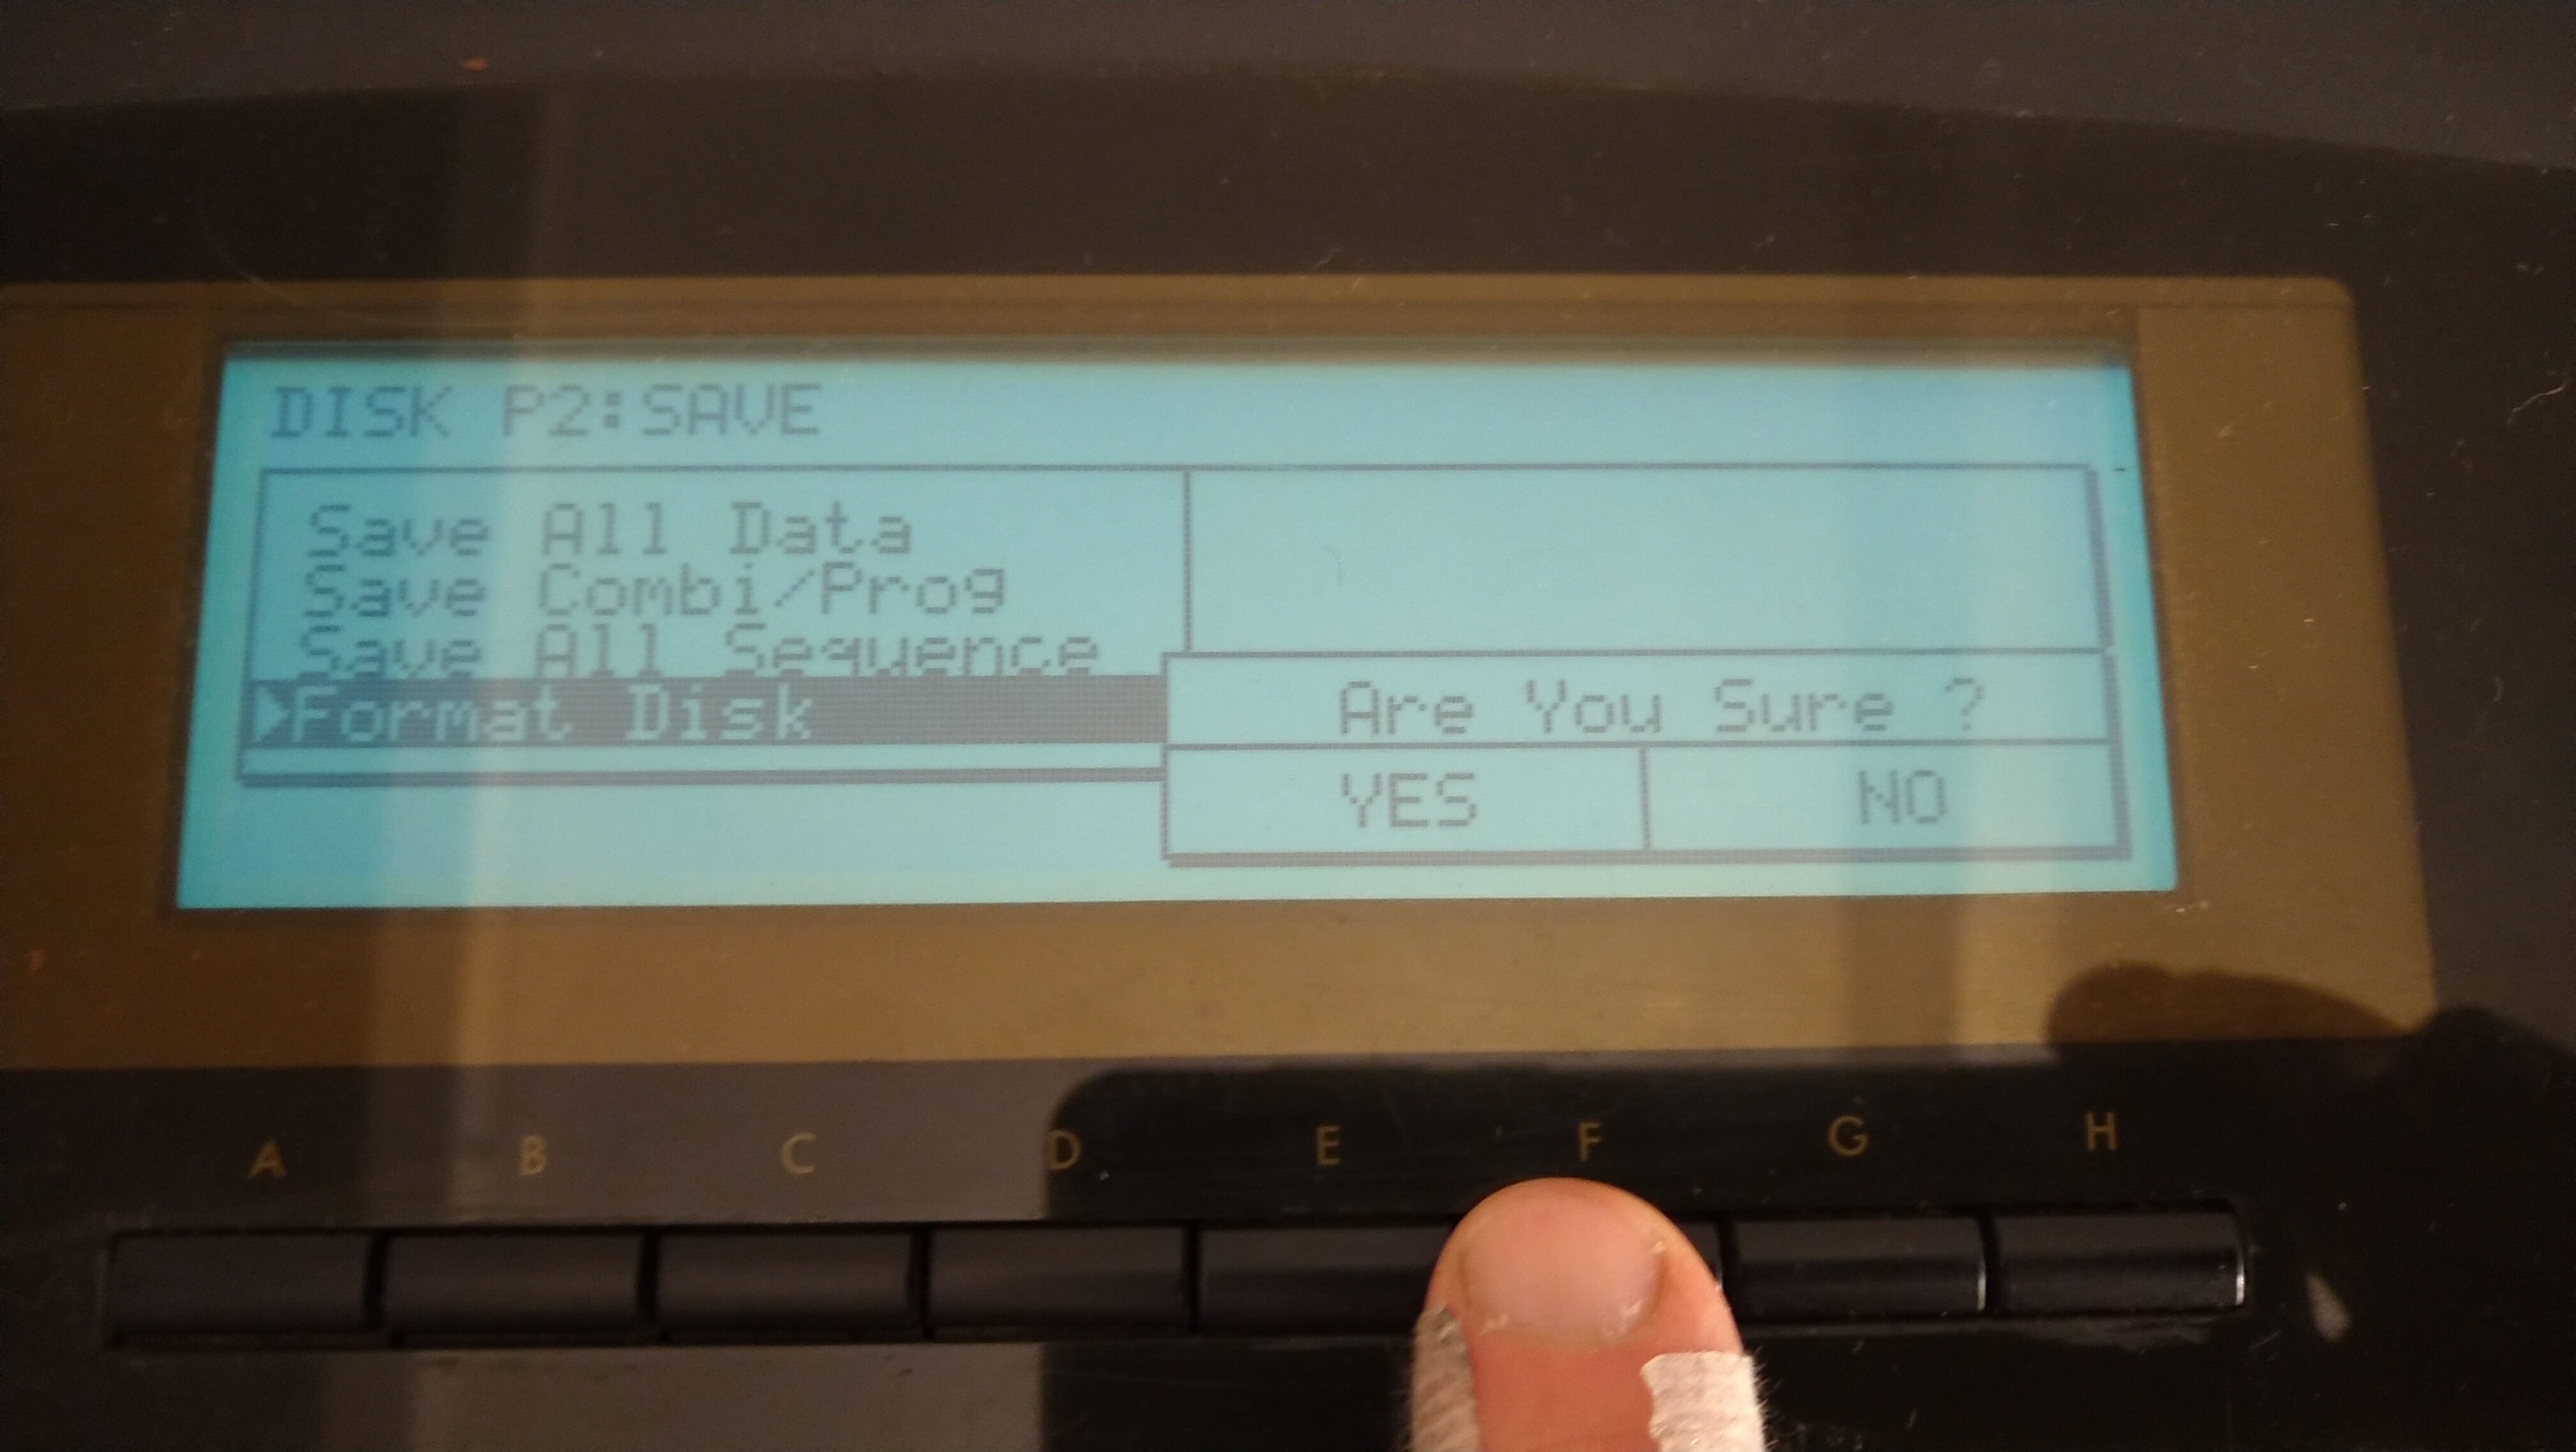 DISK P2:SAVE
Save All Data
Save Combi/Prog
Save All Sequence
Format Disk
Are You Sure ?
YES NO
A B C D E F G H